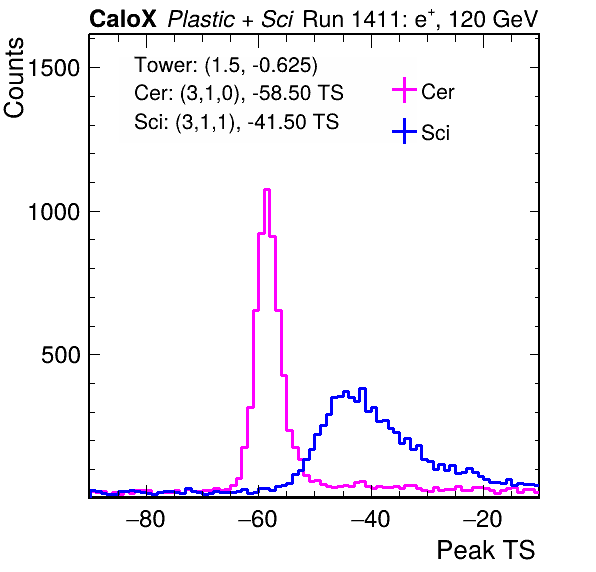 CaloX Plastic + Sci Run 1411: e⁺, 120 GeV
Counts
Tower: (1.5, -0.625)
Cer: (3,1,0), -58.50 TS
Sci: (3,1,1), -41.50 TS
Cer
Sci
1500
1000
500
−80 −60 −40 −20
Peak TS